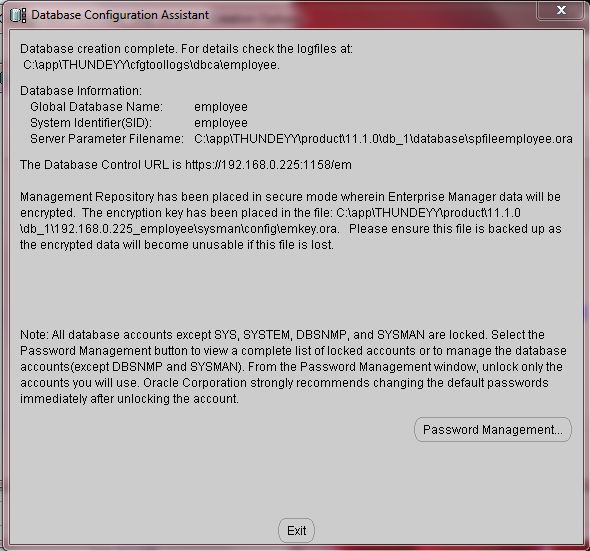 Database Configuration Assistant
Database creation complete. For details check the logfiles at:
C:\app\THUNDEYY\cfgtoollogs\dbca\employee.
Database Information:
Global Database Name: employee
System Identifier(SID): employee
Server Parameter Filename: C:\app\THUNDEYY\product\11.1.0\db_1\database\spfileemployee.ora
The Database Control URL is https://192.168.0.225:1158/em
Management Repository has been placed in secure mode wherein Enterprise Manager data will be
encrypted. The encryption key has been placed in the file: C:\app\THUNDEYY\product\11.1.0
\db_1\192.168.0.225_employee\sysman\config\emkey.ora. Please ensure this file is backed up as
the encrypted data will become unusable if this file is lost.
Note: All database accounts except SYS, SYSTEM, DBSNMP, and SYSMAN are locked. Select the
Password Management button to view a complete list of locked accounts or to manage the database
accounts(except DBSNMP and SYSMAN). From the Password Management window, unlock only the
accounts you will use. Oracle Corporation strongly recommends changing the default passwords
immediately after unlocking the account.
Password Management...
Exit